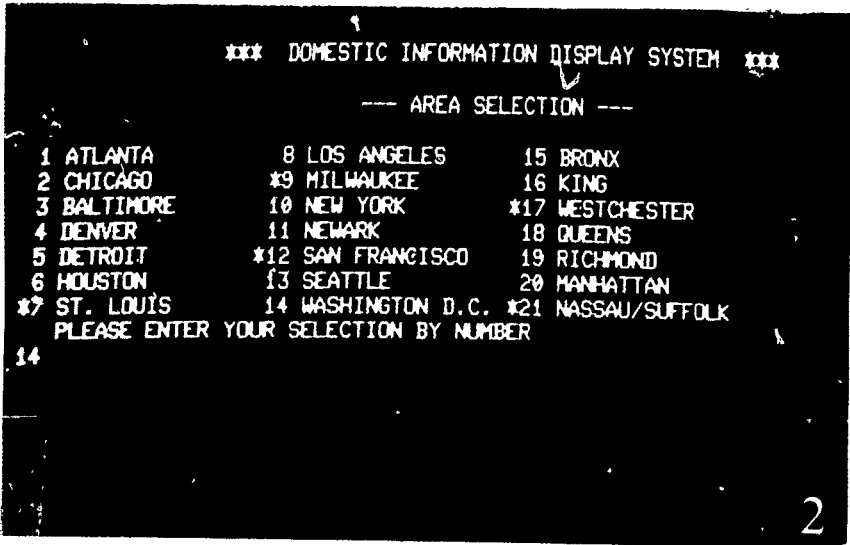 *** DOMESTIC INFORMATION DISPLAY SYSTEM ***
--- AREA SELECTION ---
1 ATLANTA 8 LOS ANGELES 15 BRONX
2 CHICAGO *9 MILWAUKEE 16 KING
3 BALTIMORE 10 NEW YORK *17 WESTCHESTER
4 DENVER 11 NEWARK 18 QUEENS
5 DETROIT *12 SAN FRANCISCO 19 RICHMOND
6 HOUSTON 13 SEATTLE 20 MANHATTAN
*7 ST. LOUIS 14 WASHINGTON D.C. *21 NASSAU/SUFFOLK
PLEASE ENTER YOUR SELECTION BY NUMBER
14
2